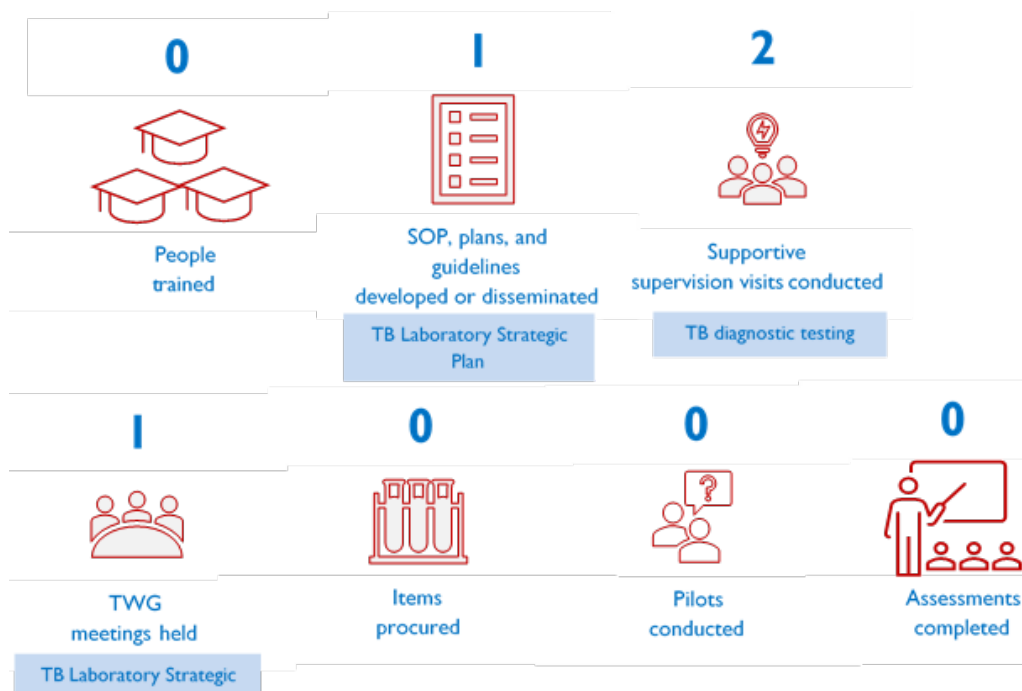 0
1
2
People
trained
SOP, plans, and
guidelines
developed or disseminated
TB Laboratory Strategic
Plan
Supportive
supervision visits conducted
TB diagnostic testing
1
0
0
0
?
TWG
meetings held
TB Laboratory Strategic
Items
procured
Pilots
conducted
Assessments
completed